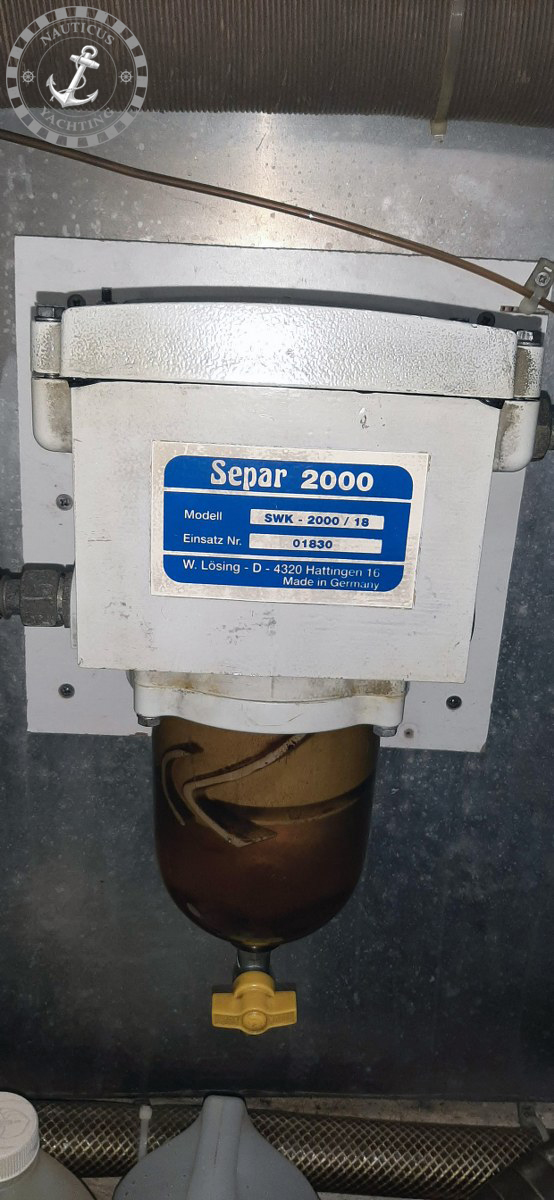 NAUTICUS
YACHTING
Separ 2000
Modell SWK - 2000 / 18
Einsatz Nr. 01830
W. Lösing - D - 4320 Hattingen 16
Made in Germany